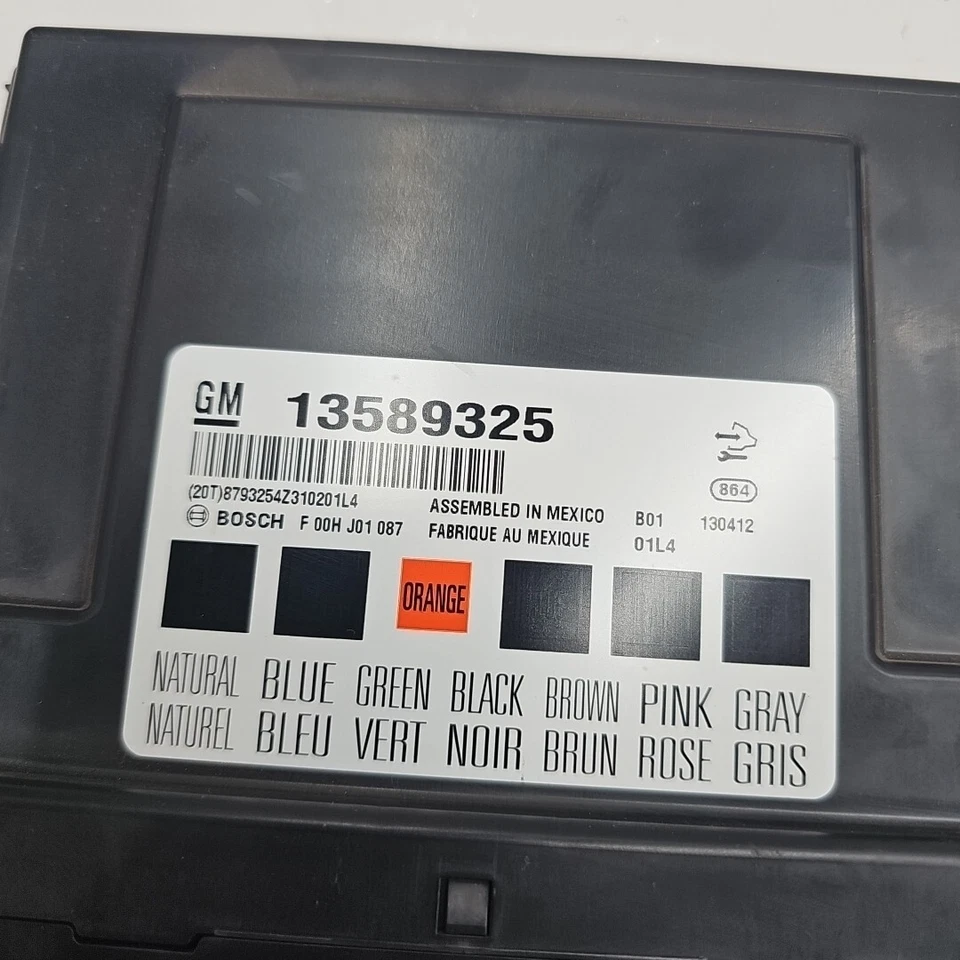 GM 13589325
864
(20T)8793254Z310201L4
ASSEMBLED IN MEXICO B01 130412
BOSCH F 00H J01 087 FABRIQUE AU MEXIQUE 01L4
ORANGE
NATURAL BLUE GREEN BLACK BROWN PINK GRAY
NATUREL BLEU VERT NOIR BRUN ROSE GRIS